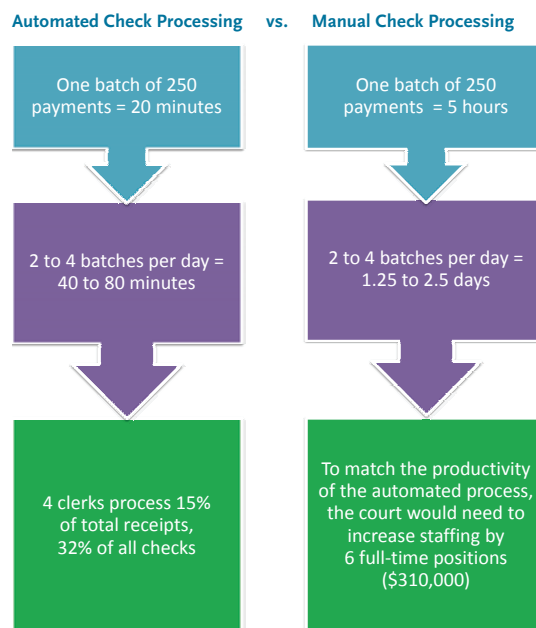 Automated Check Processing vs. Manual Check Processing
One batch of 250
payments = 20 minutes
2 to 4 batches per day =
40 to 80 minutes
4 clerks process 15%
of total receipts,
32% of all checks
One batch of 250
payments = 5 hours
2 to 4 batches per day =
1.25 to 2.5 days
To match the productivity
of the automated process,
the court would need to
increase staffing by
6 full-time positions
($310,000)